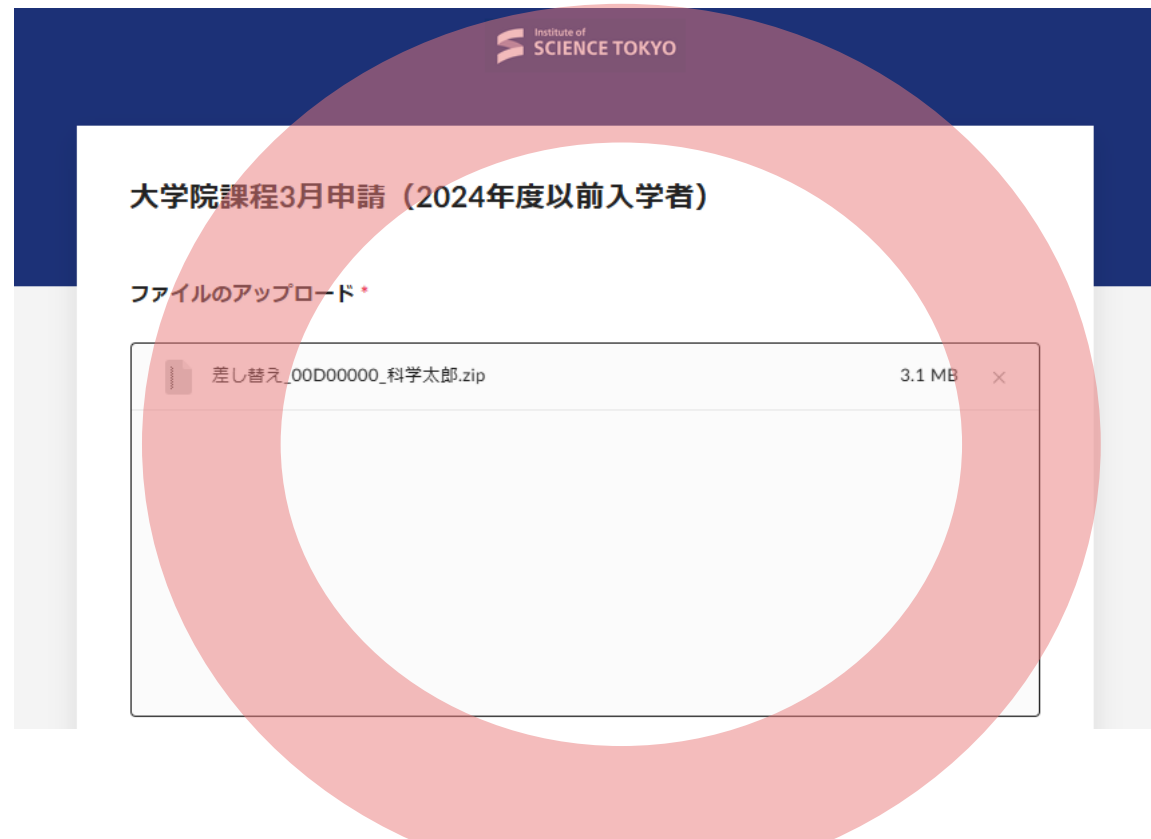 Institute of
SCIENCE TOKYO
大学院課程3月申請（2024年度以前入学者）
ファイルのアップロード *
差し替え_00D00000_科学太郎.zip 3.1 MB ×